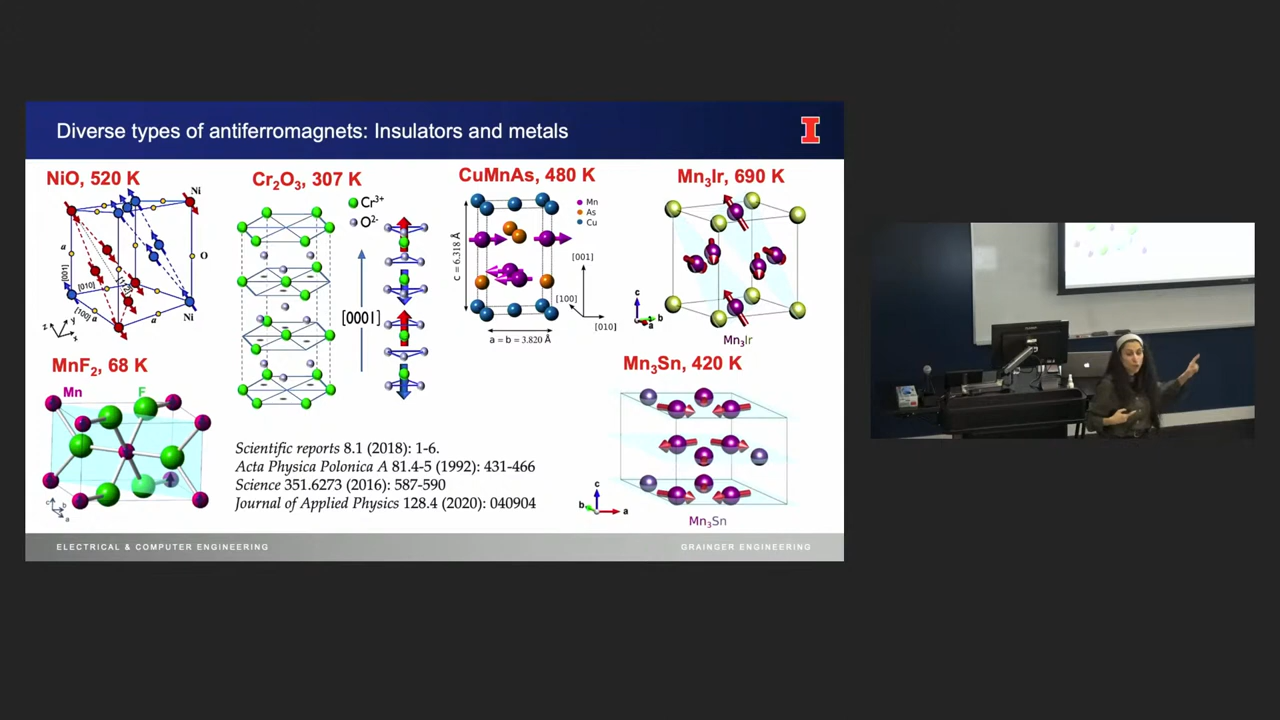 Diverse types of antiferromagnets: Insulators and metals
I
NiO, 520 K
Ni
a
[001]
[010]
[100]
a
a
O
Ni
z
y
x
Cr₂O₃, 307 K
Cr³⁺
O²⁻
[0001]
CuMnAs, 480 K
Mn
As
Cu
c = 6.318 Å
[001]
[100]
[010]
a = b = 3.820 Å
Mn₃Ir, 690 K
c
b
a
Mn₃Ir
MnF₂, 68 K
Mn
F
c
b
a
Mn₃Sn, 420 K
c
b
a
Mn₃Sn
Scientific reports 8.1 (2018): 1-6.
Acta Physica Polonica A 81.4-5 (1992): 431-466
Science 351.6273 (2016): 587-590
Journal of Applied Physics 128.4 (2020): 040904
ELECTRICAL & COMPUTER ENGINEERING
GRAINGER ENGINEERING